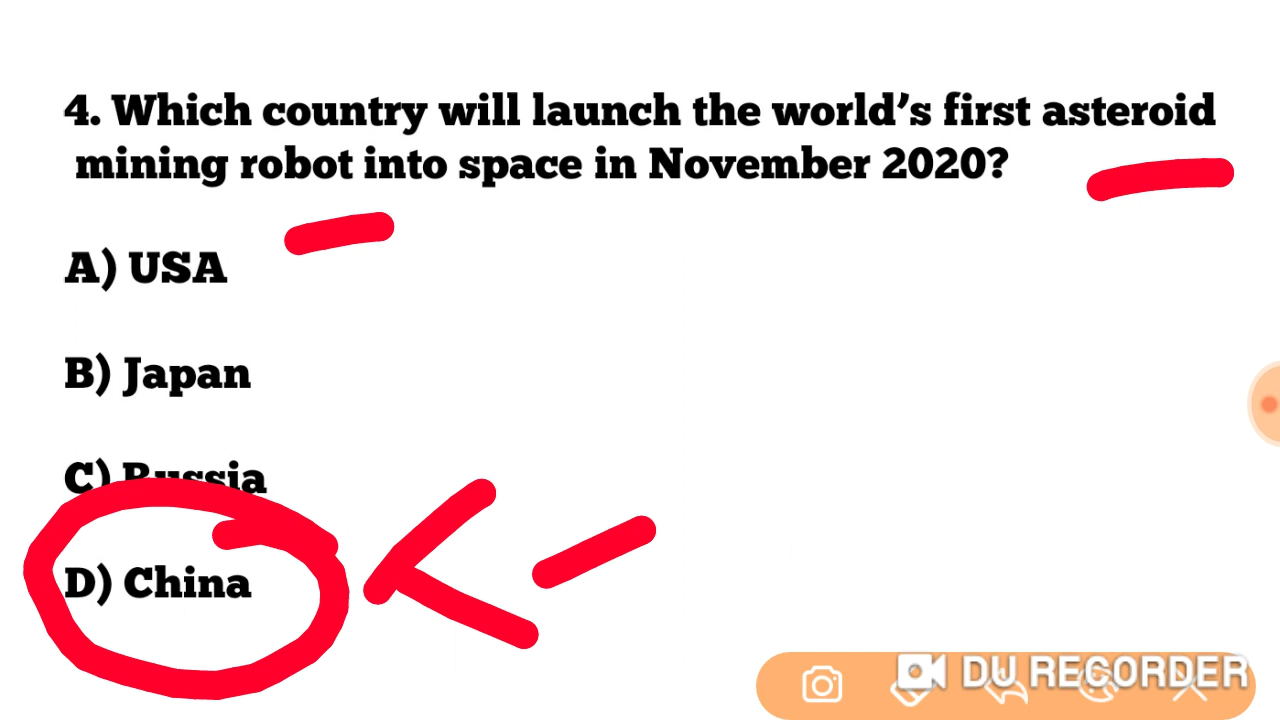 4. Which country will launch the world’s first asteroid
mining robot into space in November 2020?
A) USA
B) Japan
C) Russia
D) China
DU RECORDER